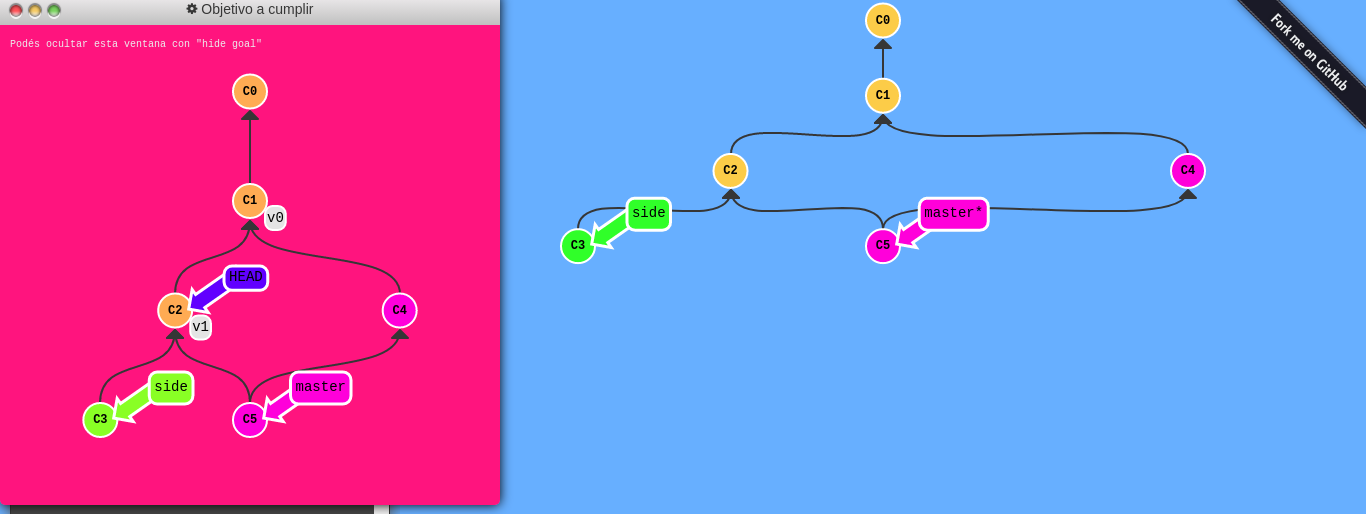 Objetivo a cumplir
Podés ocultar esta ventana con "hide goal"
C0
C1
v0
HEAD
C2
v1
C4
side
master
C3
C5
C0
C1
C2
C4
side
master*
C3
C5
Fork me on GitHub